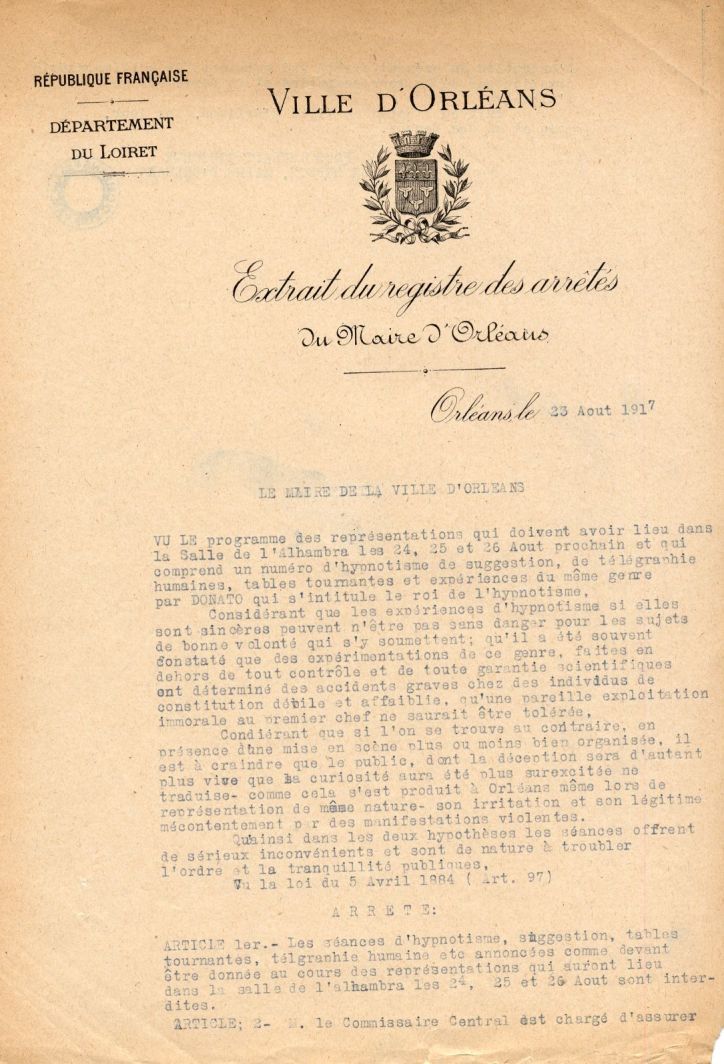 RÉPUBLIQUE FRANÇAISE
DÉPARTEMENT
DU LOIRET
VILLE D'ORLÉANS
Extrait du registre des arrêtés
du Maire d'Orléans
Orléans, le 23 Aout 1917
LE MAIRE DE LA VILLE D'ORLEANS
VU LE programme des représentations qui doivent avoir lieu dans
la Salle de l'Alhambra les 24, 25 et 26 Aout prochain et qui
comprend un numéro d'hypnotisme de suggestion, de télégraphie
humaines, tables tournantes et expériences du même genre
par DONATO qui s'intitule le roi de l'hypnotisme,
Considérant que les expériences d'hypnotisme si elles
sont sincères peuvent n'être pas sans danger pour les sujets
de bonne volonté qui s'y soumettent; qu'il a été souvent
constaté que des expérimentations de ce genre, faites en
dehors de tout contrôle et de toute garantie scientifiques
ont déterminé des accidents graves chez des individus de
constitution débile et affaiblie, qu'une pareille exploitation
immorale au premier chef ne saurait être tolérée,
Condiérant que si l'on se trouve au contraire, en
présence d'une mise en scène plus ou moins bien organisée, il
est à craindre que le public, dont la déception sera d'autant
plus vive que la curiosité aura été plus surexcitée ne
traduise- comme cela s'est produit à Orléans même lors de
représentation de même nature- son irritation et son légitime
mécontentement par des manifestations violentes.
Qu'ainsi dans les deux hypothèses les séances offrent
de sérieux inconvénients et sont de nature à troubler
l'ordre et la tranquillité publiques,
Vu la loi du 5 Avril 1884 ( Art. 97)
A R R E T E:
ARTICLE 1er.- Les séances d'hypnotisme, suggestion, tables
tournantes, télgraphie humaine etc annoncées comme devant
être donnée au cours des représentations qui auront lieu
dans la salle de l'alhambra les 24, 25 et 26 Aout sont inter-
dites.
ARTICLE; 2- M. le Commissaire Central est chargé d'assurer